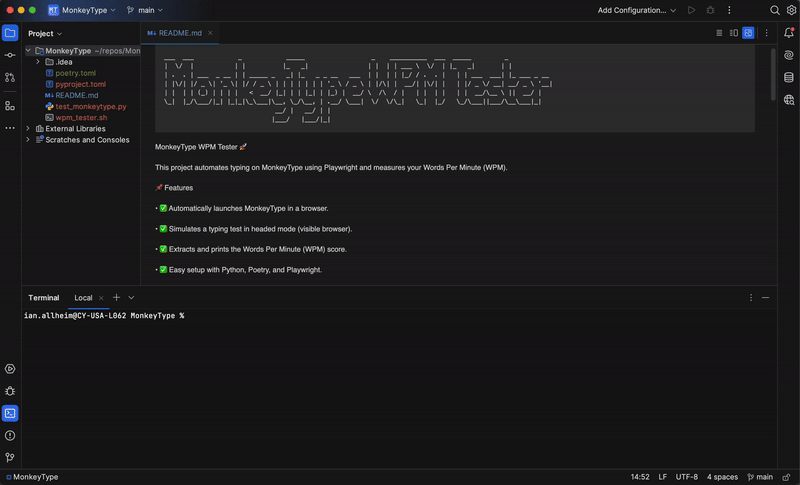 MT MonkeyType
main
Add Configuration...
Project
README.md
MonkeyType ~/repos/Mon
.idea
poetry.toml
pyproject.toml
README.md
test_monkeytype.py
wpm_tester.sh
External Libraries
Scratches and Consoles
MonkeyType WPM Tester 🚀
This project automates typing on MonkeyType using Playwright and measures your Words Per Minute (WPM).
📌 Features
• ✅ Automatically launches MonkeyType in a browser.
• ✅ Simulates a typing test in headed mode (visible browser).
• ✅ Extracts and prints the Words Per Minute (WPM) score.
• ✅ Easy setup with Python, Poetry, and Playwright.
Terminal
Local
ian.allheim@CY-USA-L062 MonkeyType %
MonkeyType
14:52
LF
UTF-8
4 spaces
main